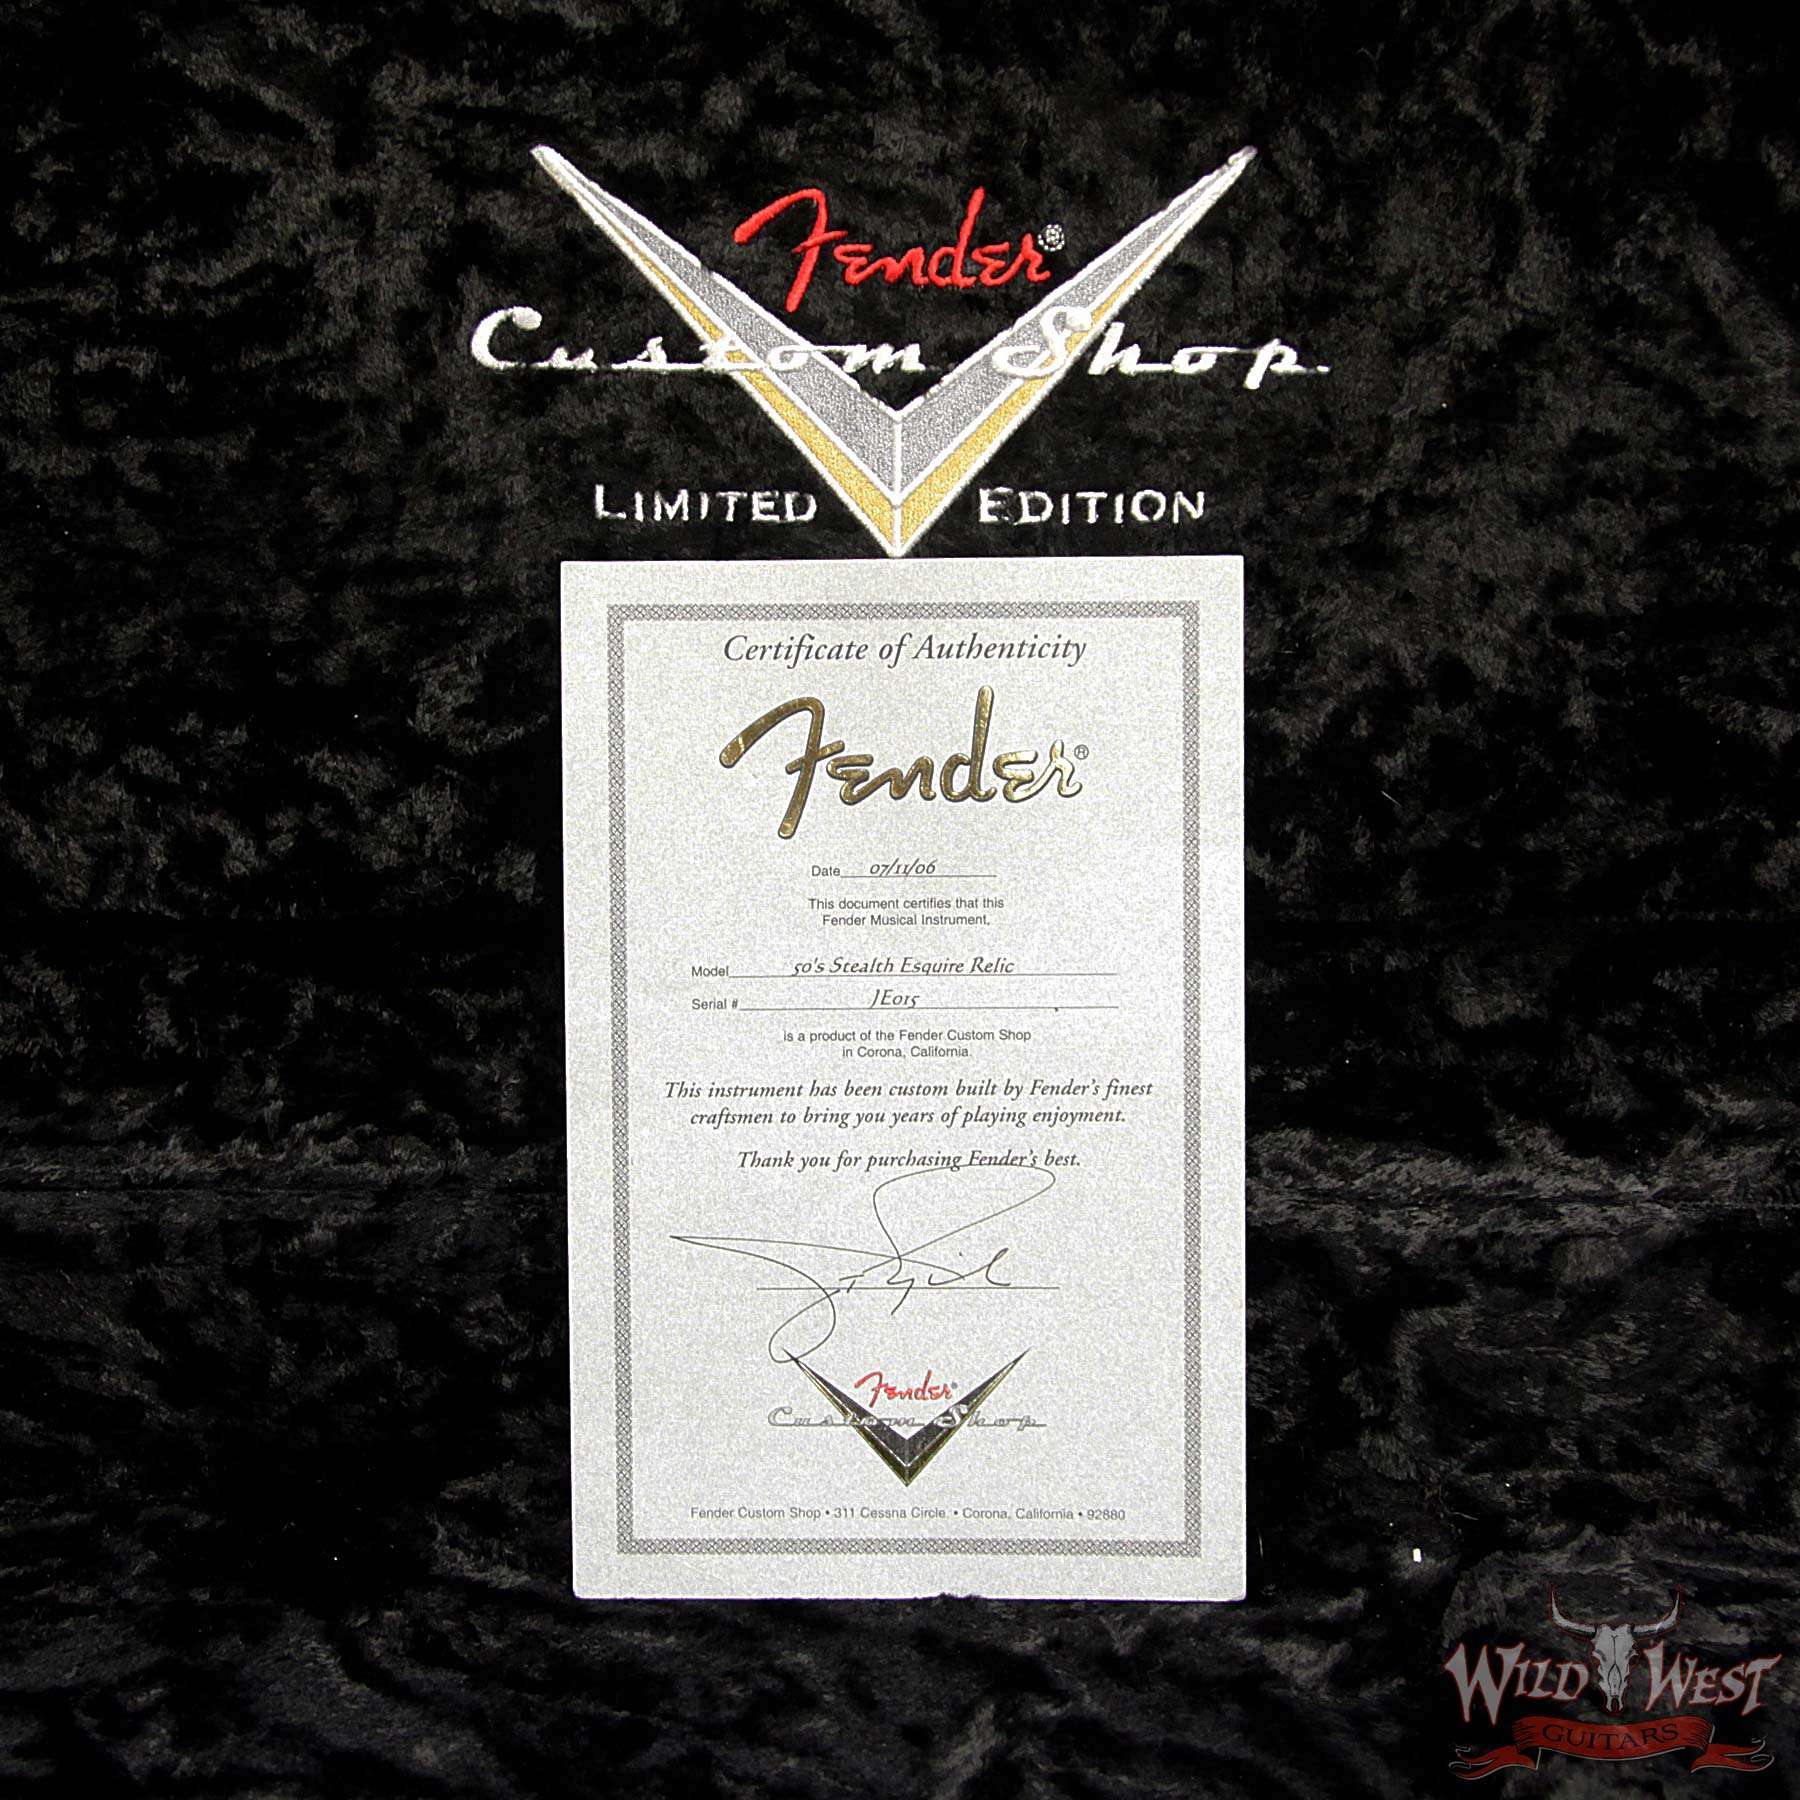 Fender®
Custom Shop
LIMITED EDITION
Certificate of Authenticity
Fender®
Date 07/11/06
This document certifies that this
Fender Musical Instrument,
Model 50's Stealth Esquire Relic
Serial # JE015
is a product of the Fender Custom Shop
in Corona, California.
This instrument has been custom built by Fender's finest
craftsmen to bring you years of playing enjoyment.
Thank you for purchasing Fender's best.
Fender®
Custom Shop
Fender Custom Shop • 311 Cessna Circle • Corona, California • 92880
WILD WEST
GUITARS